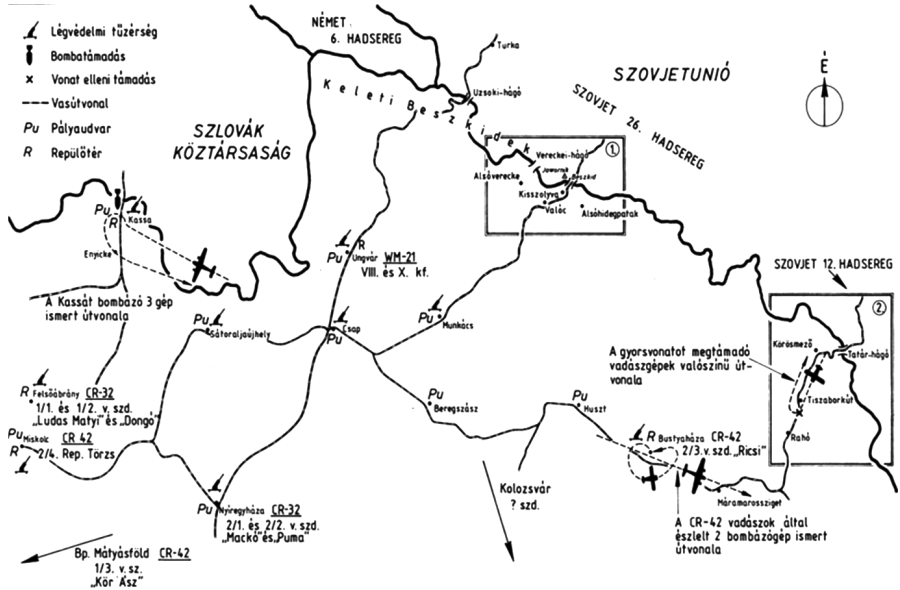 Légvédelmi tűzérség
Bombatámadás
Vonat elleni támadás
Vasútvonal
Pu Pályaudvar
R Repülőtér
NÉMET
6. HADSEREG
Turka
Uzsoki-hágó
Keleti Beszkidek
SZOVJETUNIÓ
SZOVJET 26. HADSEREG
É
SZLOVÁK
KÖZTÁRSASÁG
1.
Vereckei-hágó
Jawornik
Beszkid
Alsóverecke
Kisszolyva
Valóc
Alsóhidegpatak
Pu
R
Kassa
Enyicke
A Kassát bombázó 3 gép
ismert útvonala
R
Pu Ungvár WM-21
VIII. és X. kf.
SZOVJET 12. HADSEREG
2.
Körösmező
Tatár-hágó
Tiszaborkút
Rahó
A gyorsvonatot megtámadó
vadászgépek valószínű út-
vonala
Pu
Sátoraljaújhely
Csap
Pu
Pu
Munkács
Pu
Beregszász
Pu
Huszt
R Felsőábrány CR-32
1/1. és 1/2. v. szd.
„Ludas Matyi” és „Dongó”
Pu Miskolc CR 42
R 2/4. Rep. Törzs
Pu Nyíregyháza CR-32
2/1. és 2/2. v. szd.
„Mackó” és „Puma”
Kolozsvár
? szd.
R Bustyaháza CR-42
2/3. v. szd. „Ricsi”
Máramarossziget
A CR-42 vadászok által
észlelt 2 bombázógép ismert
útvonala
Bp. Mátyásföld CR-42
1/3. v. sz.
„Kör Ász”